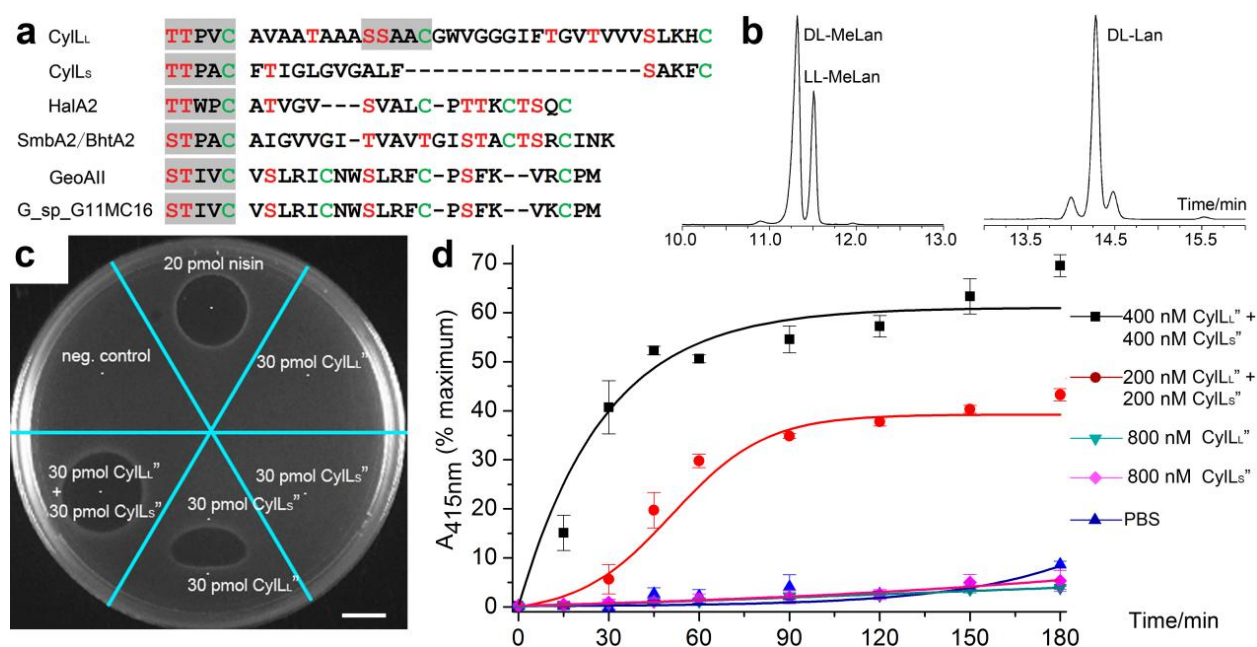 a
CylLL TTPVC AVAATAAASSAACGWVGGGIFTGVTVVVSLKHC
CylLS TTPAC FTIGLGVGALF----------------------SAKFC
HalA2 TTWPC ATVGV---SVALC-PTTKCTSQC
SmbA2/BhtA2 STPAC AIGVVGI-TVAVTGISTACTSRCINK
GeoAII STIVC VSLRICNWSLRFC-PSFK--VRCPM
G_sp_G11MC16 STIVC VSLRICNWSLRFC-PSFK--VKCPM
b
DL-MeLan
LL-MeLan
10.0 11.0 12.0 13.0
DL-Lan
Time/min
13.5 14.5 15.5
c
20 pmol nisin
neg. control
30 pmol CylLL”
30 pmol CylLL”
+
30 pmol CylLS”
30 pmol CylLS”
30 pmol CylLS”
30 pmol CylLL”
d
A415nm (% maximum)
70
60
50
40
30
20
10
0
0 30 60 90 120 150 180
Time/min
400 nM CylLL” +
400 nM CylLS”
200 nM CylLL” +
200 nM CylLS”
800 nM CylLL”
800 nM CylLS”
PBS